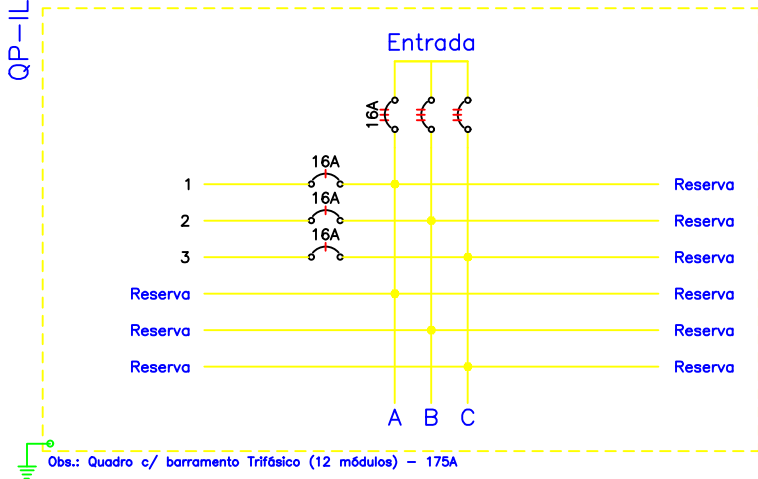 QP-IL
Entrada
16A
16A
1 Reserva
16A
2 Reserva
16A
3 Reserva
Reserva Reserva
Reserva Reserva
Reserva Reserva
A B C
Obs.: Quadro c/ barramento Trifásico (12 módulos) - 175A